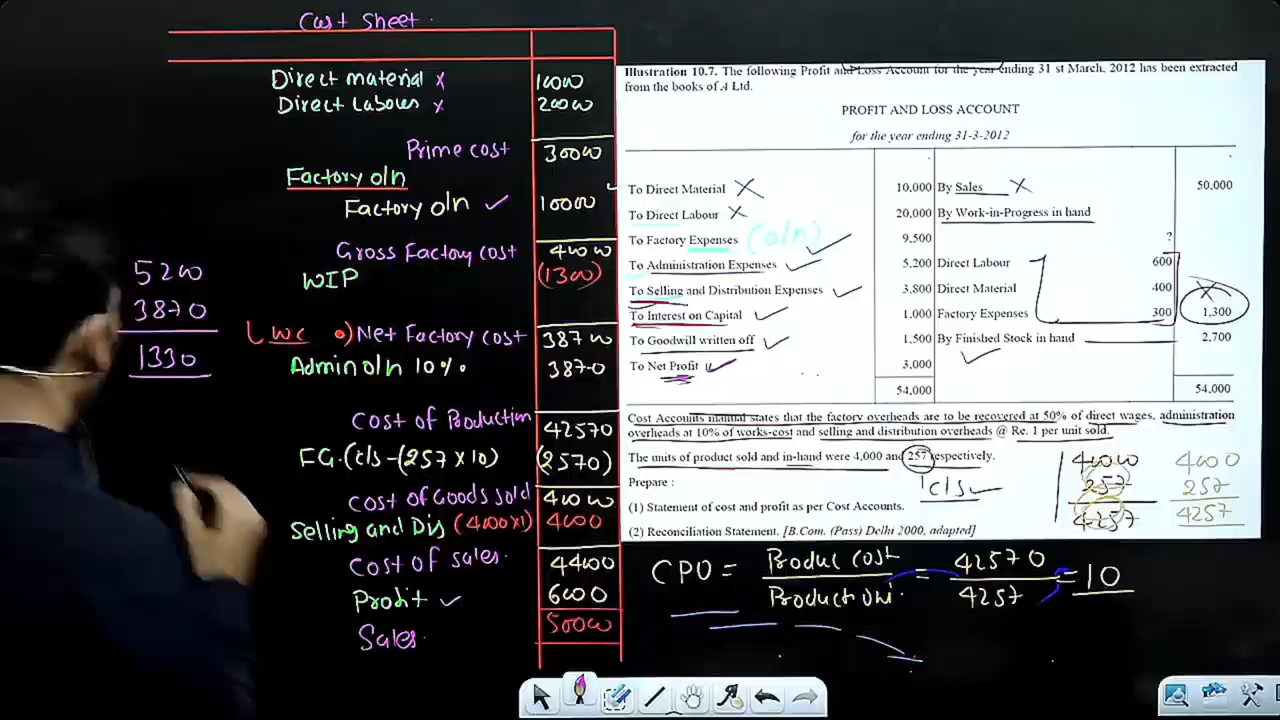 Cost Sheet.
Direct material x 10000
Direct Labour x 20000
Prime cost 30000
Factory o/n
Factory o/n ✓ 10000
Gross Factory cost 40000
WIP (1300)
WC Net Factory cost 38700
Admin o/n 10% 3870
Cost of Production 42570
FG. (c/s - (257 x 10) (2570)
Cost of Goods sold 40000
Selling and Dis (4000x1) 4000
Cost of sales. 44000
Profit ✓ 6000
Sales. 50000
5200
3870
1330
Illustration 10.7. The following Profit and Loss Account for the year ending 31 st March, 2012 has been extracted
from the books of A Ltd.
PROFIT AND LOSS ACCOUNT
for the year ending 31-3-2012
To Direct Material X 10,000 By Sales X 50,000
To Direct Labour x 20,000 By Work-in-Progress in hand
To Factory Expenses (o/n) 9,500 ?
To Administration Expenses 5,200 Direct Labour 600
To Selling and Distribution Expenses 3,800 Direct Material 400
To Interest on Capital 1,000 Factory Expenses 300 1,300
To Goodwill written off 1,500 By Finished Stock in hand 2,700
To Net Profit 3,000
54,000 54,000
Cost Accounts manual states that the factory overheads are to be recovered at 50% of direct wages, administration
overheads at 10% of works-cost and selling and distribution overheads @ Re. 1 per unit sold.
The units of product sold and in-hand were 4,000 and 257 respectively.
Prepare :
(1) Statement of cost and profit as per Cost Accounts.
(2) Reconciliation Statement. [B.Com. (Pass) Delhi 2000, adapted]
c/s
257
4257
4000
257
4257
CPU = Produc cost / Production uni. = 42570 / 4257 = 10